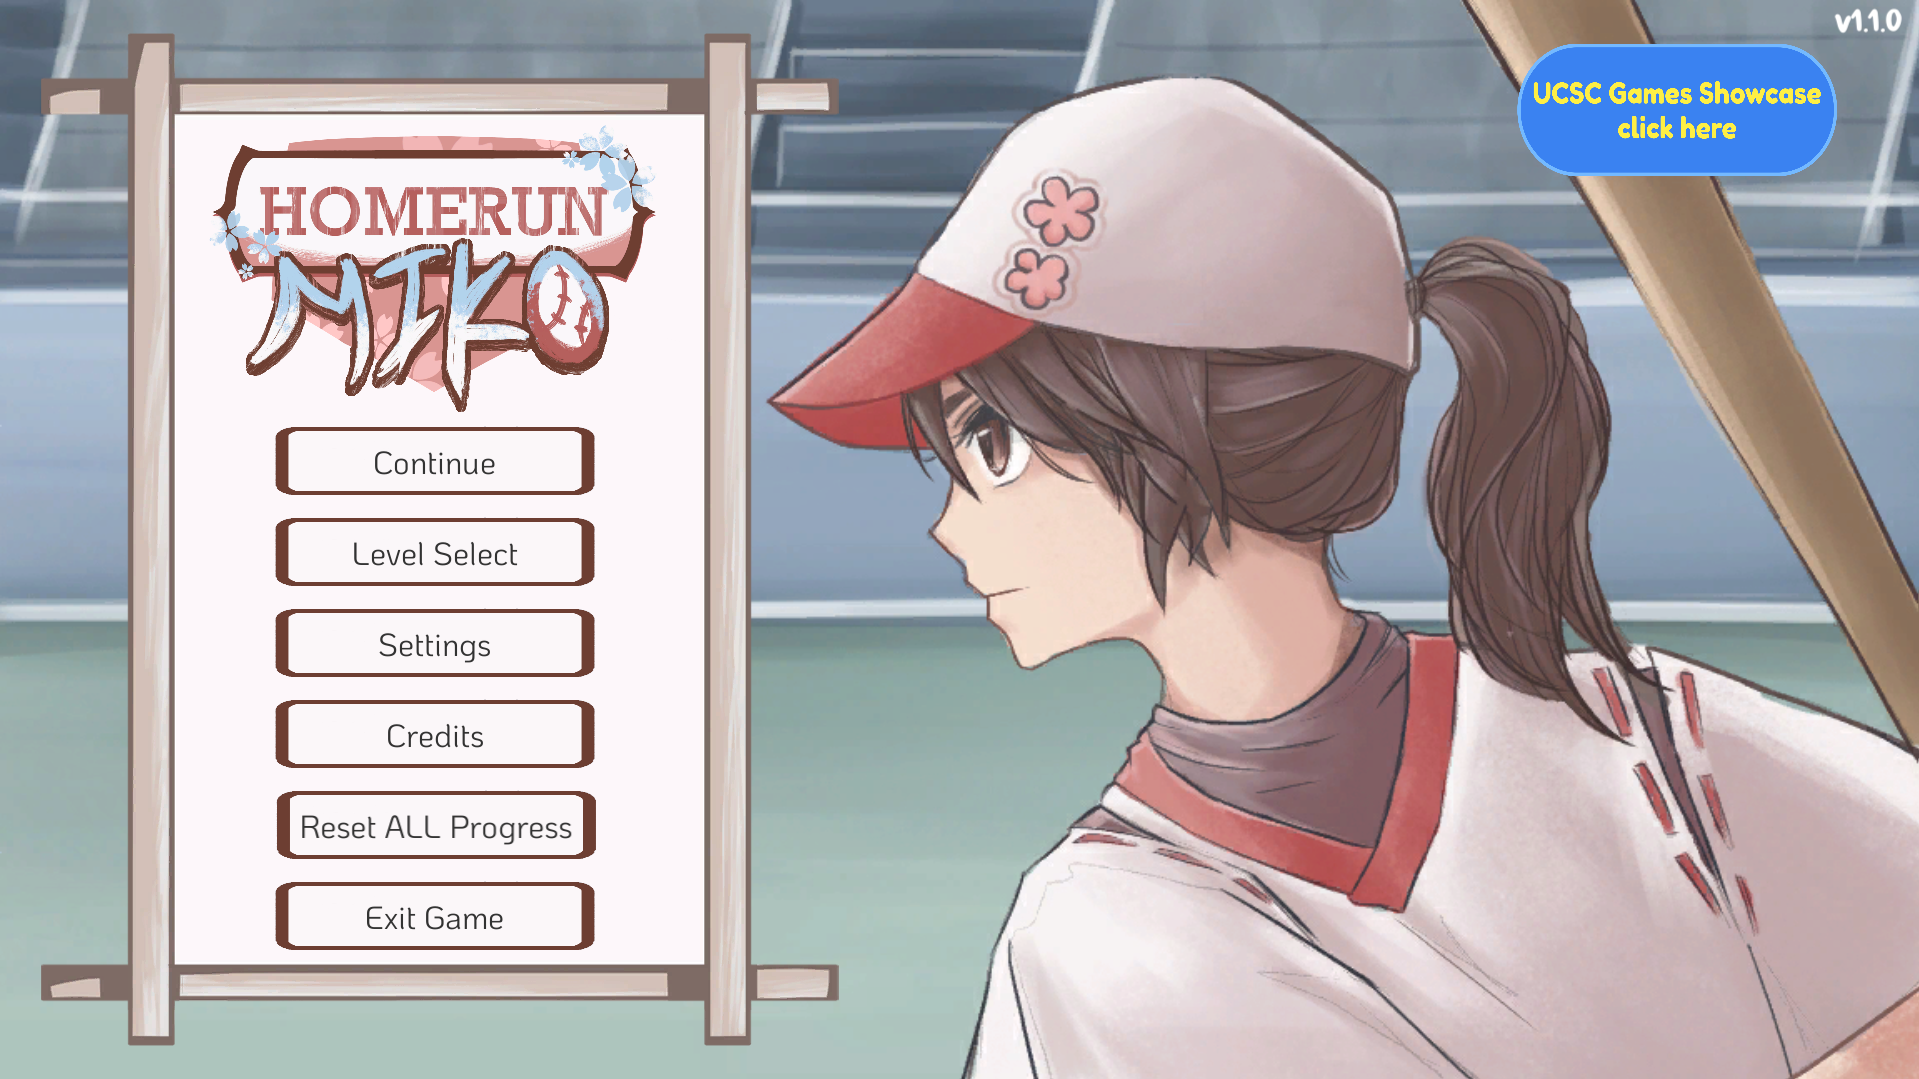 v1.1.0
UCSC Games Showcase
click here
HOMERUN
MIKO
Continue
Level Select
Settings
Credits
Reset ALL Progress
Exit Game